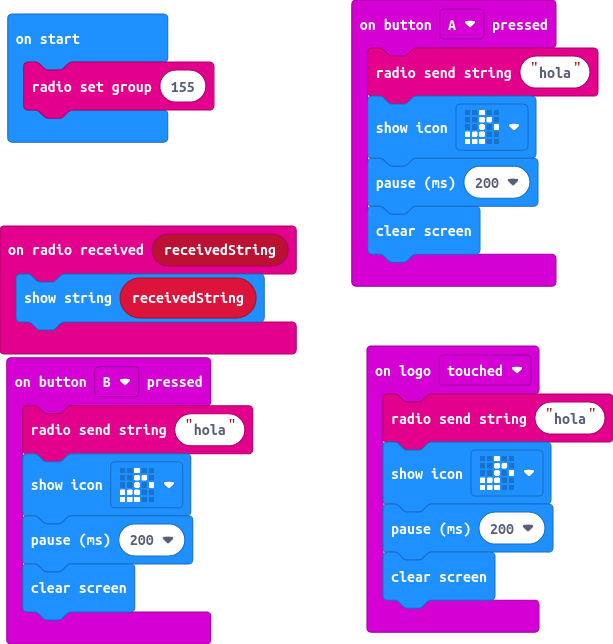 on start
radio set group 155
on button A pressed
radio send string "hola"
show icon
pause (ms) 200
clear screen
on radio received receivedString
show string receivedString
on button B pressed
radio send string "hola"
show icon
pause (ms) 200
clear screen
on logo touched
radio send string "hola"
show icon
pause (ms) 200
clear screen